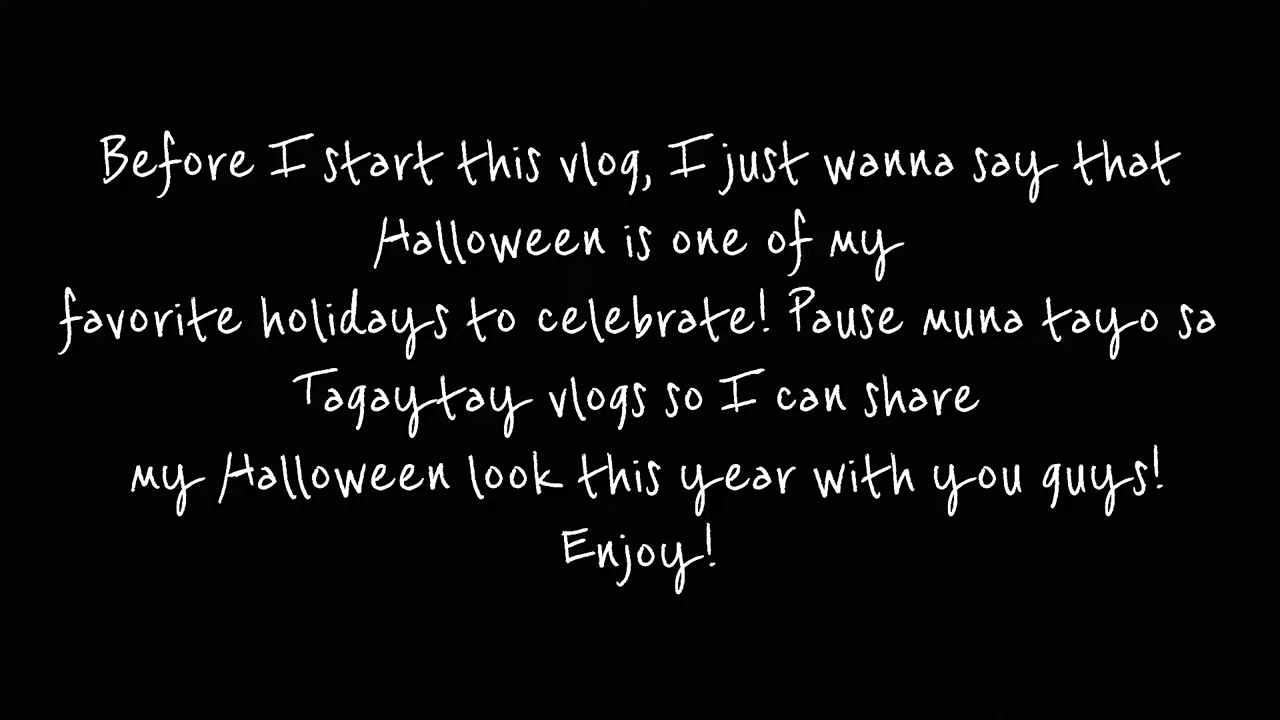 Before I start this vlog, I just wanna say that
Halloween is one of my
favorite holidays to celebrate! Pause muna tayo sa
Tagaytay vlogs so I can share
my Halloween look this year with you guys!
Enjoy!